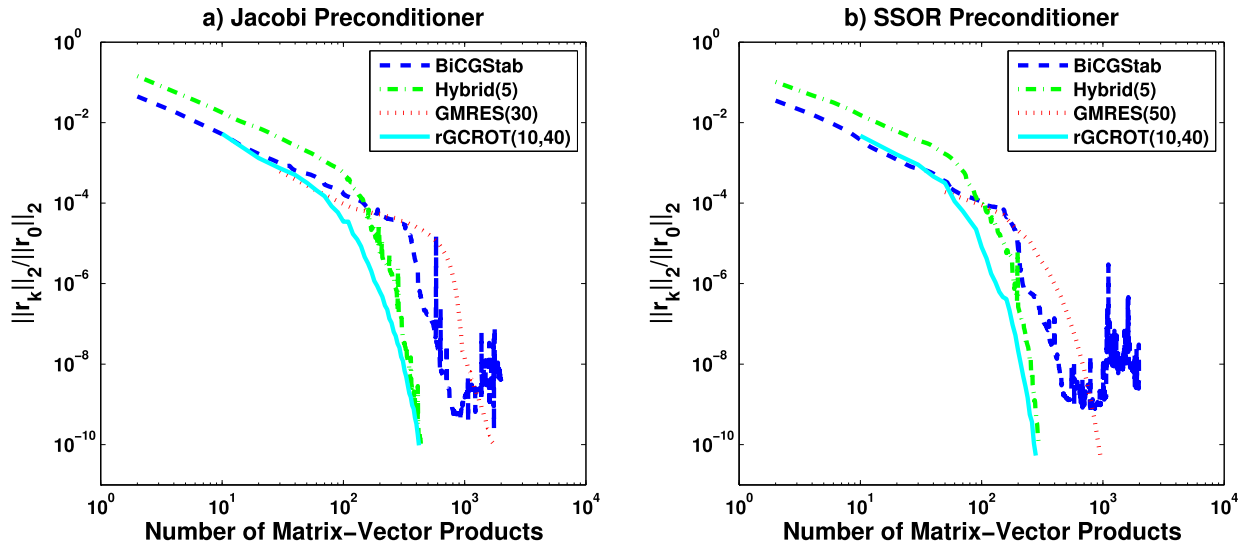 a) Jacobi Preconditioner
||r_k||_2/||r_0||_2
10^0
10^−2
10^−4
10^−6
10^−8
10^−10
BiCGStab
Hybrid(5)
GMRES(30)
rGCROT(10,40)
10^0 10^1 10^2 10^3 10^4
Number of Matrix−Vector Products
b) SSOR Preconditioner
||r_k||_2/||r_0||_2
10^0
10^−2
10^−4
10^−6
10^−8
10^−10
BiCGStab
Hybrid(5)
GMRES(50)
rGCROT(10,40)
10^0 10^1 10^2 10^3 10^4
Number of Matrix−Vector Products